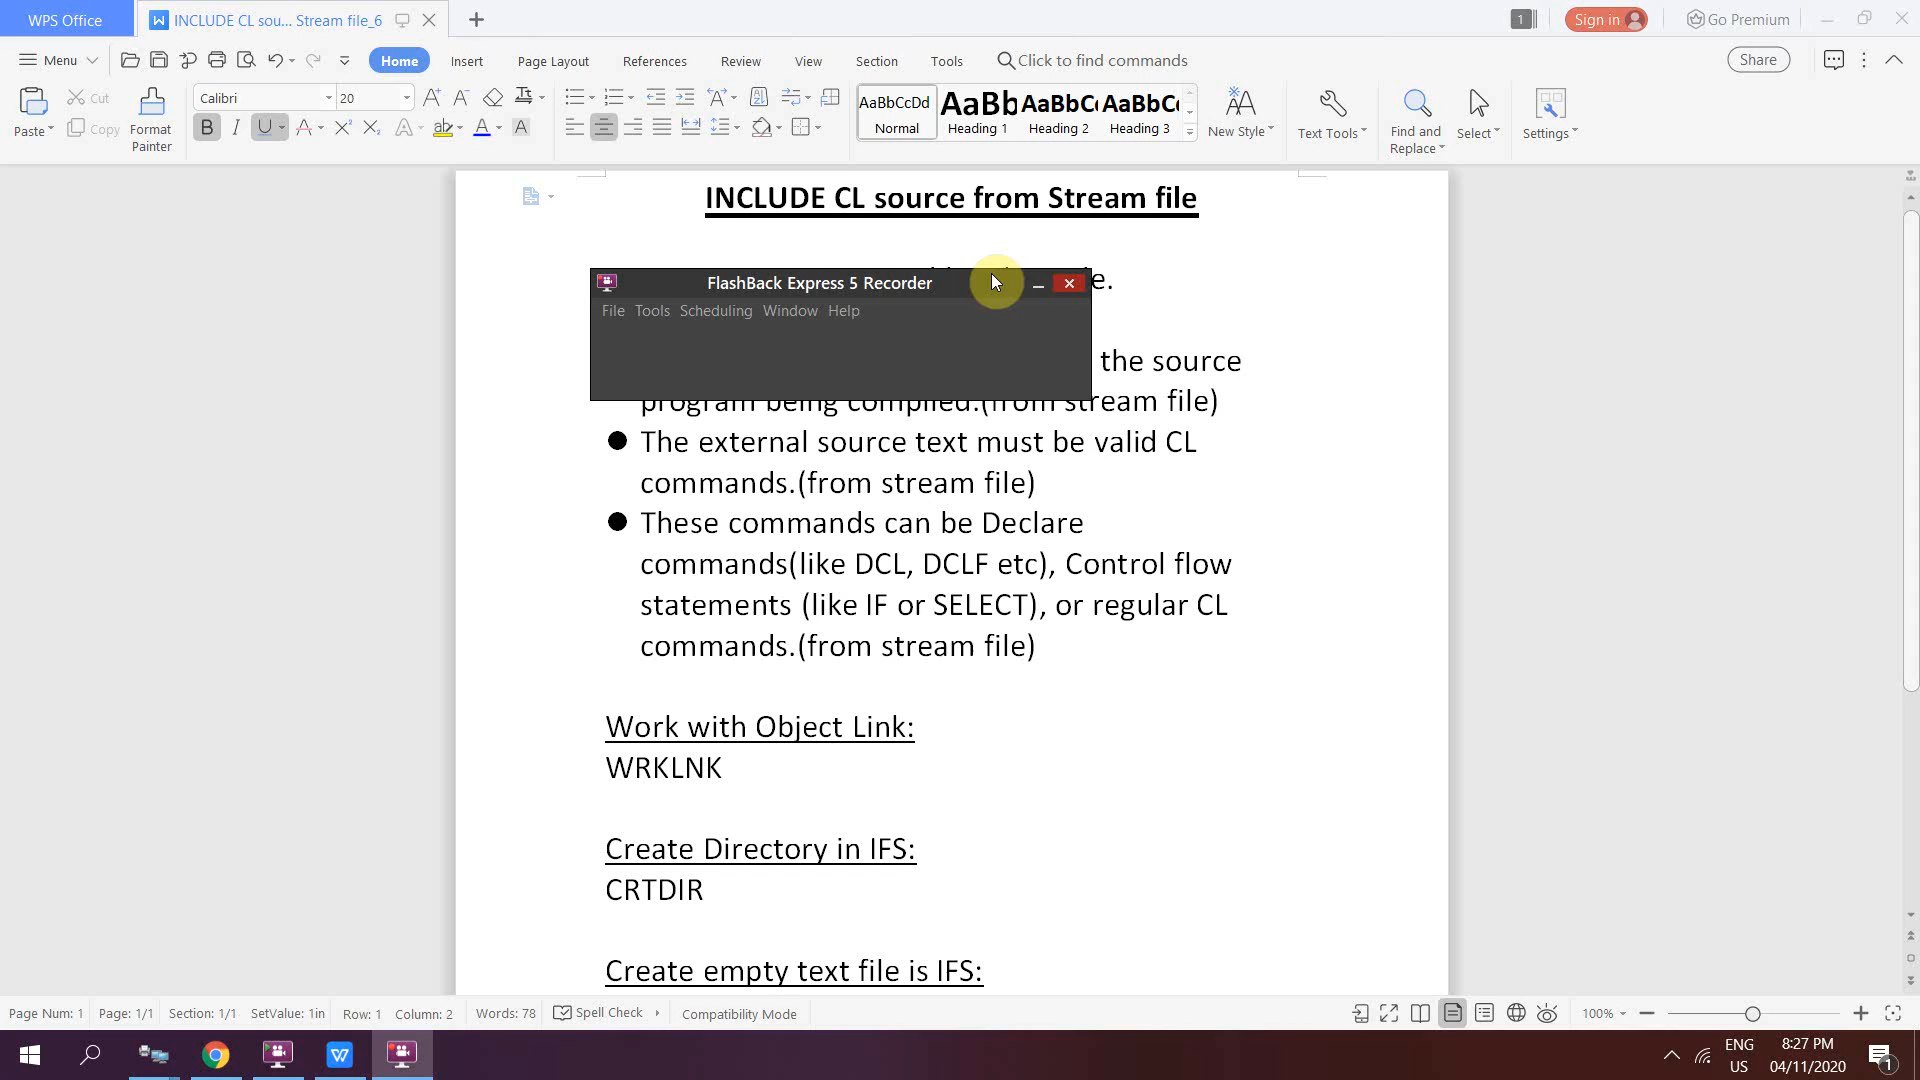 WPS Office
INCLUDE CL sou... Stream file_6
1
Sign in
Go Premium
Menu
Home
Insert
Page Layout
References
Review
View
Section
Tools
Click to find commands
Share
Paste
Cut
Copy
Format Painter
Calibri
20
AaBbCcDd
Normal
AaBb
Heading 1
AaBbC
Heading 2
AaBbC
Heading 3
New Style
Text Tools
Find and Replace
Select
Settings
INCLUDE CL source from Stream file
e.
FlashBack Express 5 Recorder
File Tools Scheduling Window Help
the source
program being compiled.(from stream file)
The external source text must be valid CL
commands.(from stream file)
These commands can be Declare
commands(like DCL, DCLF etc), Control flow
statements (like IF or SELECT), or regular CL
commands.(from stream file)
Work with Object Link:
WRKLNK
Create Directory in IFS:
CRTDIR
Create empty text file is IFS:
Page Num: 1
Page: 1/1
Section: 1/1
SetValue: 1in
Row: 1
Column: 2
Words: 78
Spell Check
Compatibility Mode
100%
ENG
US
8:27 PM
04/11/2020
1